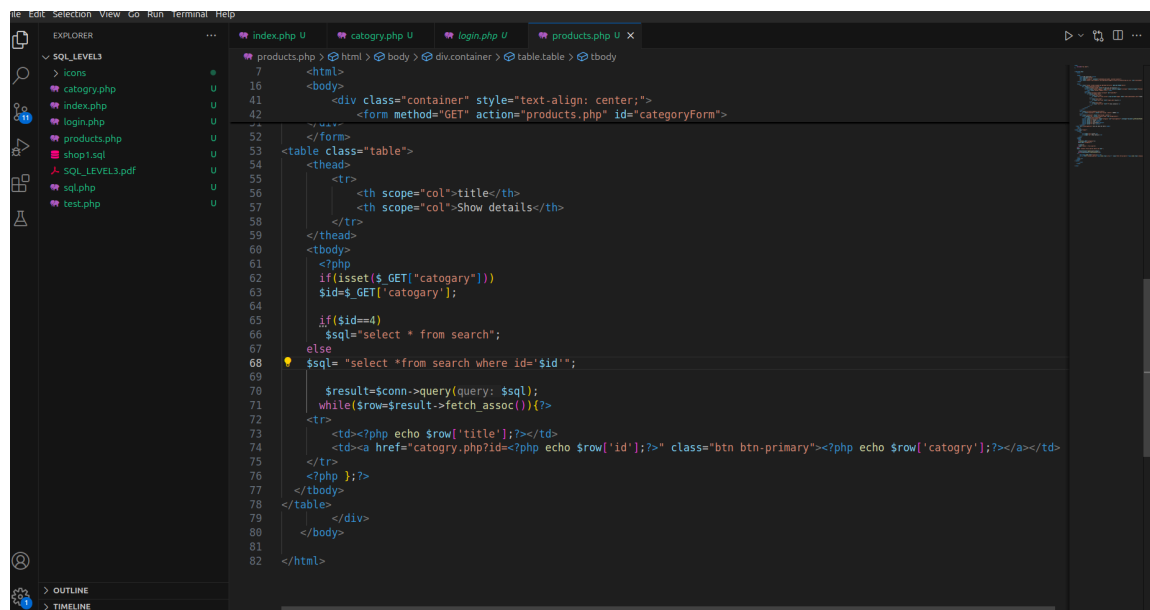 ile Edit Selection View Go Run Terminal Help
EXPLORER
index.php U catogry.php U login.php U products.php U
SQL_LEVEL3
products.php > html > body > div.container > table.table > tbody
> icons
catogry.php U
index.php U
login.php U
products.php U
shop1.sql U
SQL_LEVEL3.pdf U
sql.php U
test.php U
11
7 <html>
16 <body>
41 <div class="container" style="text-align: center;">
42 <form method="GET" action="products.php" id="categoryForm">
51 </div>
52 </form>
53 <table class="table">
54 <thead>
55 <tr>
56 <th scope="col">title</th>
57 <th scope="col">Show details</th>
58 </tr>
59 </thead>
60 <tbody>
61 <?php
62 if(isset($_GET["catogary"]))
63 $id=$_GET['catogary'];
64
65 if($id==4)
66 $sql="select * from search";
67 else
68 $sql= "select *from search where id='$id'";
69
70 $result=$conn->query(query: $sql);
71 while($row=$result->fetch_assoc()){?>
72 <tr>
73 <td><?php echo $row['title'];?></td>
74 <td><a href="catogry.php?id=<?php echo $row['id'];?>" class="btn btn-primary"><?php echo $row['catogry'];?></a></td>
75 </tr>
76 <?php };?>
77 </tbody>
78 </table>
79 </div>
80 </body>
81
82 </html>
> OUTLINE
> TIMELINE
1